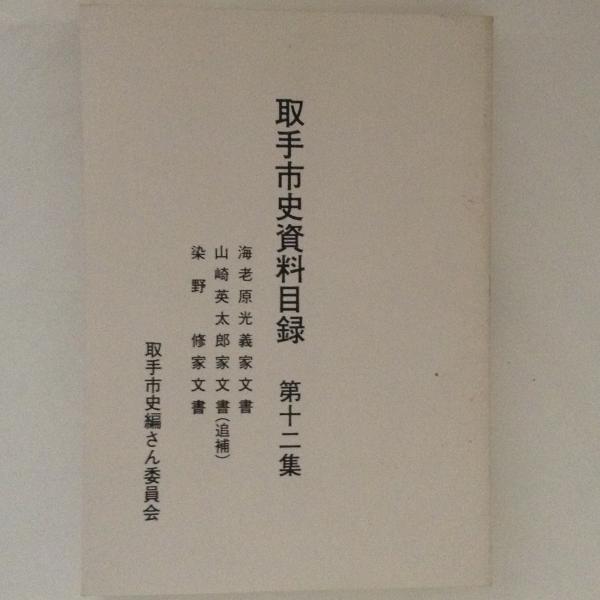 取手市史資料目録 第十二集
海老原光義家文書
山崎英太郎家文書(追補)
染野 修家文書
取手市史編さん委員会